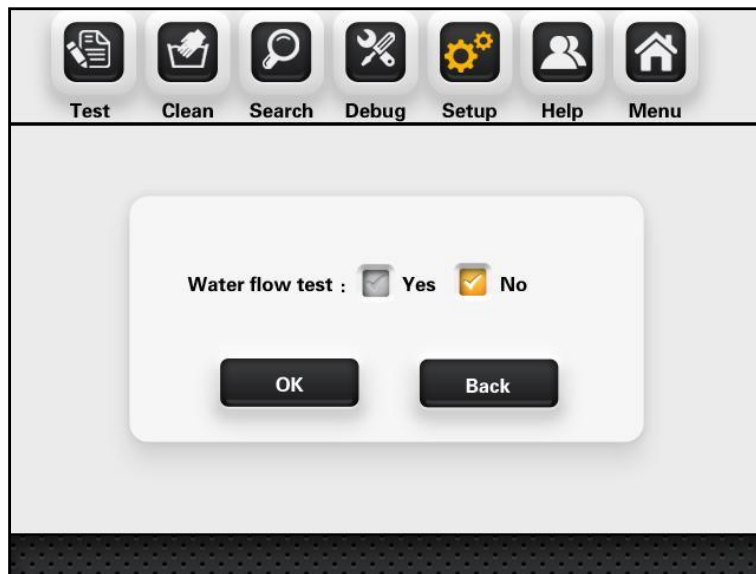 Test Clean Search Debug Setup Help Menu
Water flow test : Yes No
OK Back